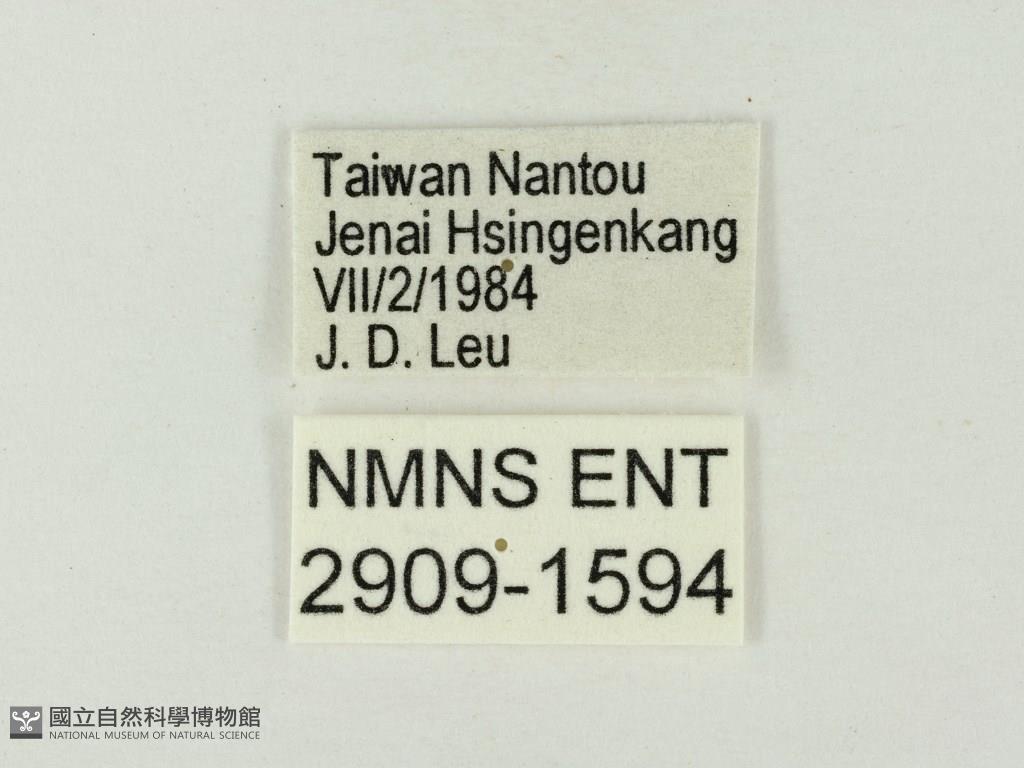 Taiwan Nantou
Jenai Hsingenkang
VII/2/1984
J. D. Leu
NMNS ENT
2909-1594
國立自然科學博物館
NATIONAL MUSEUM OF NATURAL SCIENCE